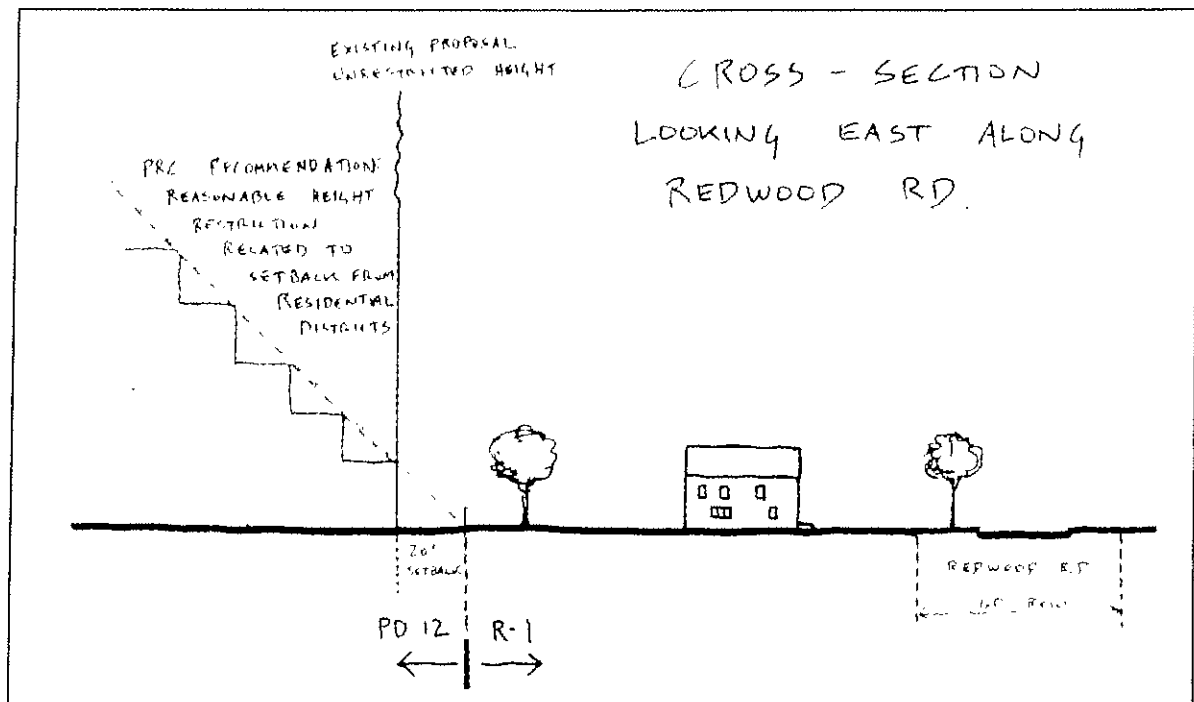 EXISTING PROPOSAL
UNRESTRICTED HEIGHT
CROSS - SECTION
LOOKING EAST ALONG
REDWOOD RD.
PRC RECOMMENDATION:
REASONABLE HEIGHT
RESTRICTION
RELATED TO
SETBACK FROM
RESIDENTIAL
DISTRICTS
20'
SETBACK
REDWOOD RD
ROW
PD 12
R-1